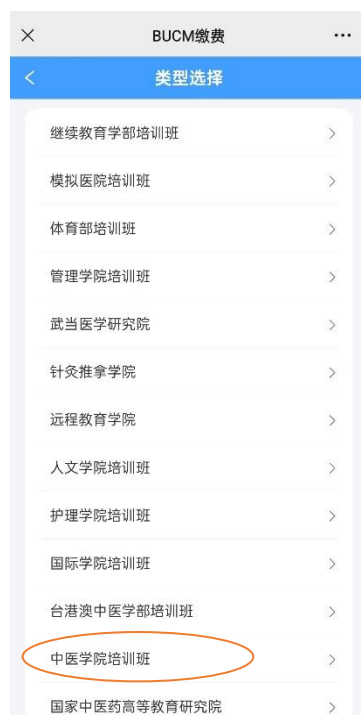 BUCM缴费
类型选择
继续教育学部培训班
模拟医院培训班
体育部培训班
管理学院培训班
武当医学研究院
针灸推拿学院
远程教育学院
人文学院培训班
护理学院培训班
国际学院培训班
台港澳中医学部培训班
中医学院培训班
国家中医药高等教育研究院